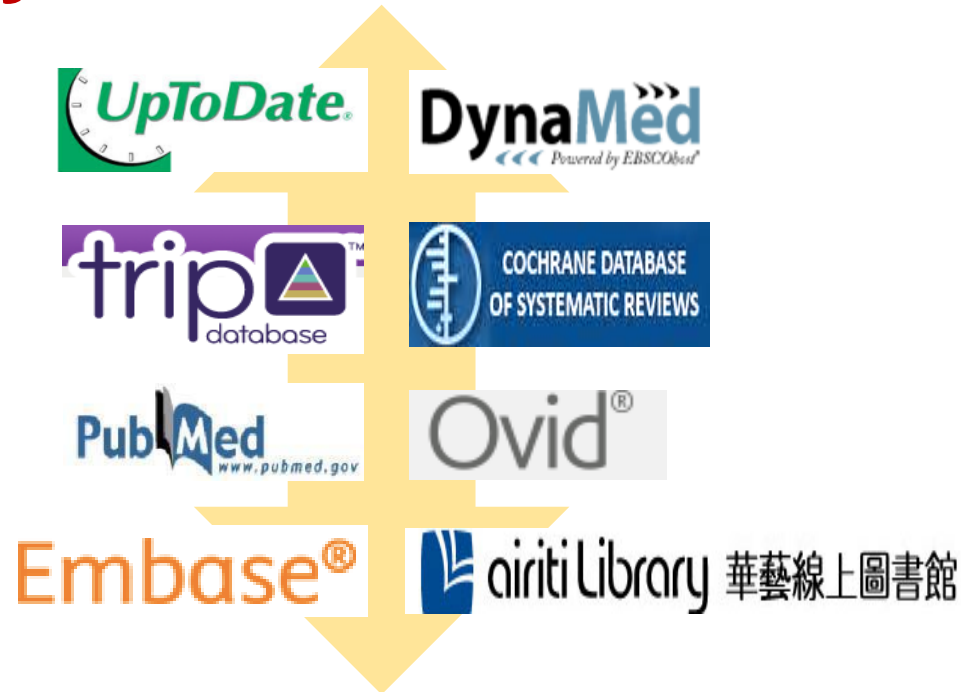 UpToDate®
DynaMed
Powered by EBSCOhost®
trip™
database
COCHRANE DATABASE
OF SYSTEMATIC REVIEWS
PubMed
www.pubmed.gov
Ovid®
Embase®
airiti Library 華藝線上圖書館